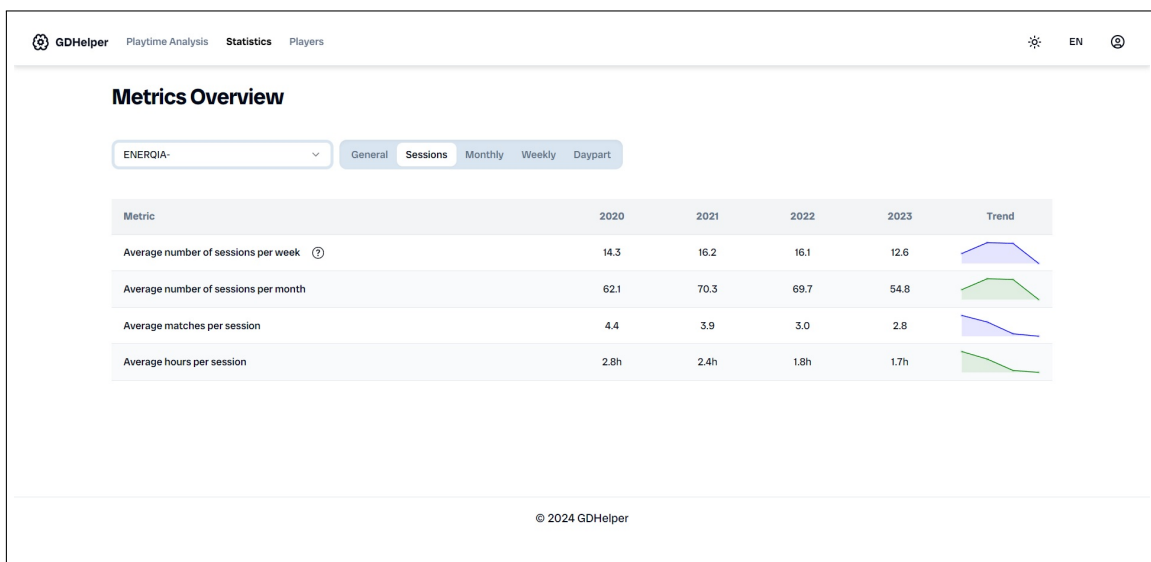 GDHelper Playtime Analysis Statistics Players EN
Metrics Overview
ENERQIA- General Sessions Monthly Weekly Daypart
Metric 2020 2021 2022 2023 Trend
Average number of sessions per week ? 14.3 16.2 16.1 12.6
Average number of sessions per month 62.1 70.3 69.7 54.8
Average matches per session 4.4 3.9 3.0 2.8
Average hours per session 2.8h 2.4h 1.8h 1.7h
© 2024 GDHelper